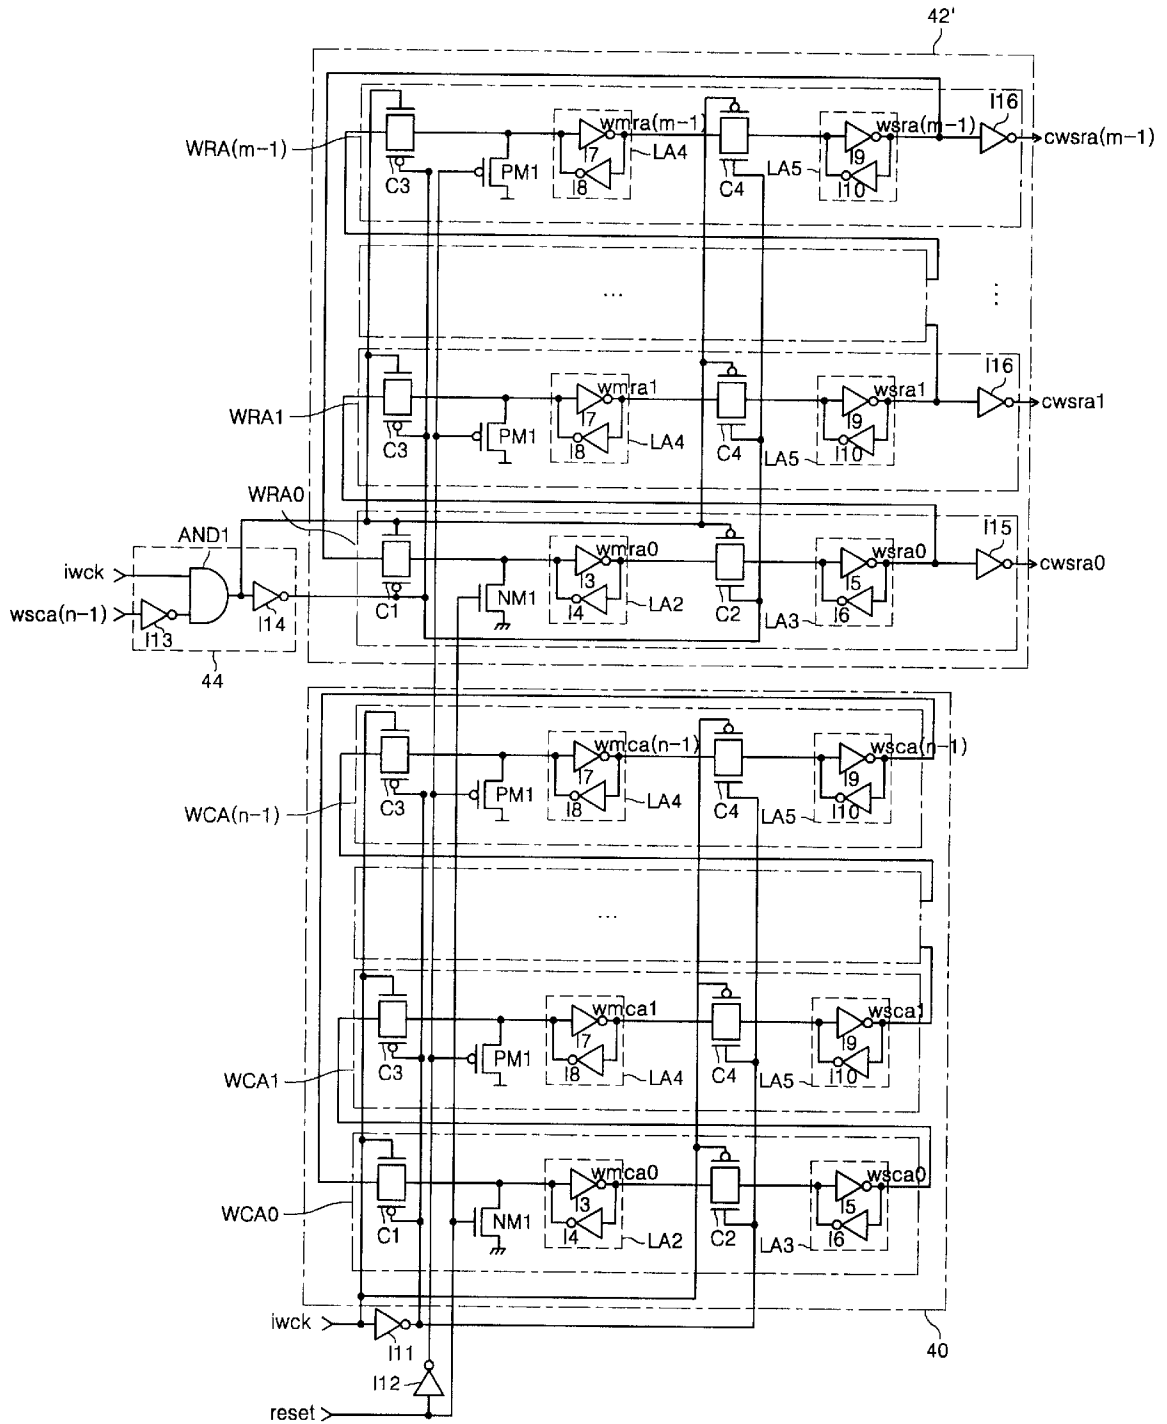 42'
I16
wmra(m-1)
wsra(m-1)
cwsra(m-1)
WRA(m-1)
I7
LA4
I9
C3
PM1
I8
C4
LA5
I10
...
⋮
I16
wmra1
wsra1
cwsra1
WRA1
I7
I9
C3
PM1
I8
LA4
C4
LA5
I10
WRA0
I15
AND1
wmra0
wsra0
cwsra0
iwck
I3
I5
wsca(n-1)
I13
I14
C1
NM1
I4
LA2
C2
LA3
I6
44
wmca(n-1)
wsca(n-1)
I7
I9
WCA(n-1)
C3
PM1
I8
LA4
C4
LA5
I10
...
wmca1
wsca1
I7
I9
C3
PM1
I8
LA4
C4
LA5
I10
WCA1
wmca0
wsca0
I3
I5
WCA0
C1
NM1
I4
LA2
C2
LA3
I6
iwck
I11
40
I12
reset